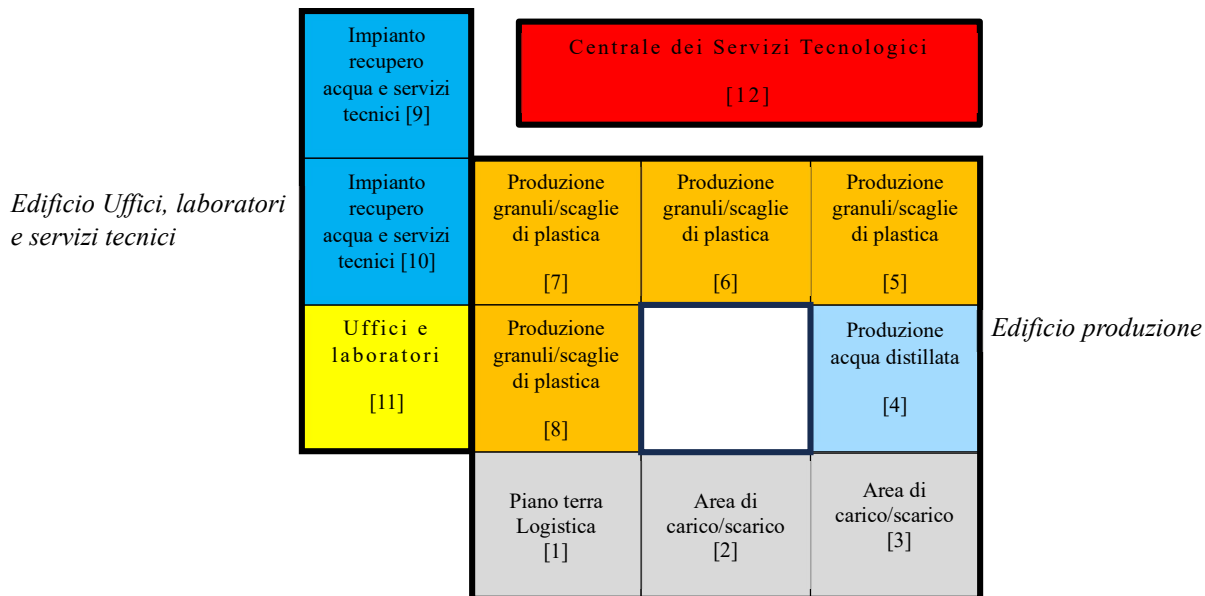 Impianto
recupero
acqua e servizi
tecnici [9]
Centrale dei Servizi Tecnologici
[12]
Edificio Uffici, laboratori
e servizi tecnici
Impianto
recupero
acqua e servizi
tecnici [10]
Produzione
granuli/scaglie
di plastica
[7]
Produzione
granuli/scaglie
di plastica
[6]
Produzione
granuli/scaglie
di plastica
[5]
Uffici e
laboratori
[11]
Produzione
granuli/scaglie
di plastica
[8]
Produzione
acqua distillata
[4]
Edificio produzione
Piano terra
Logistica
[1]
Area di
carico/scarico
[2]
Area di
carico/scarico
[3]